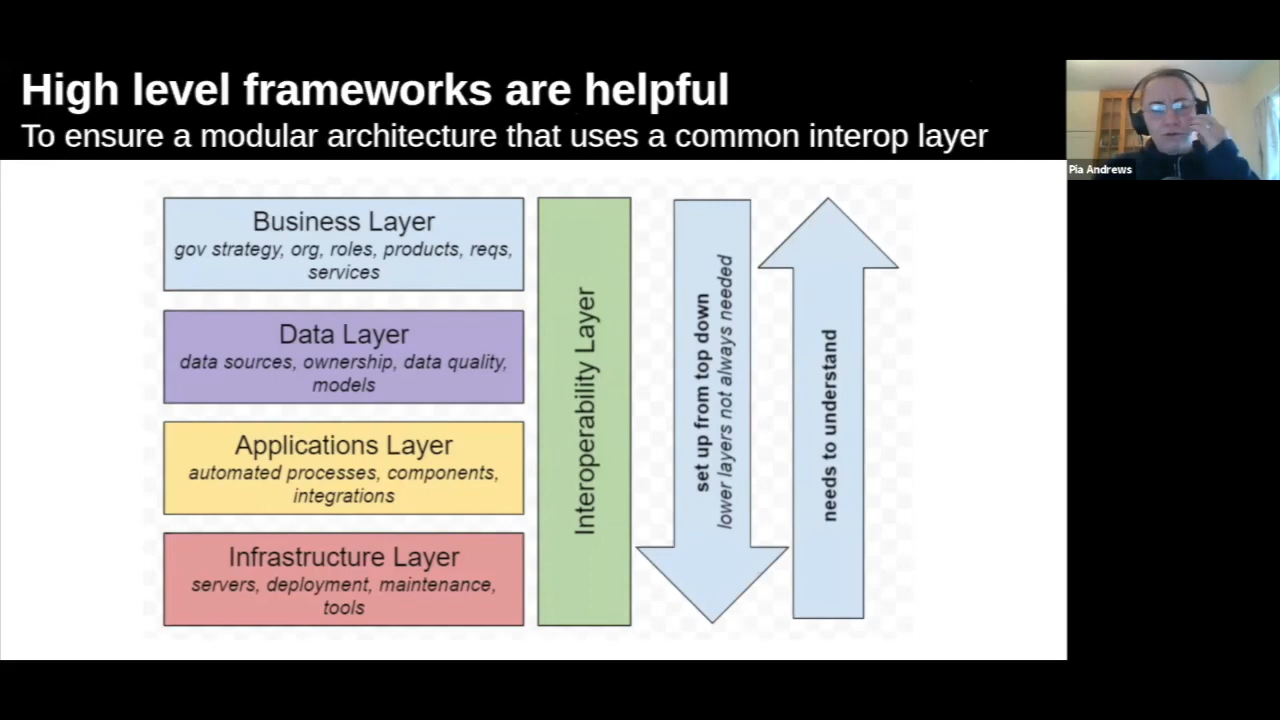 High level frameworks are helpful
To ensure a modular architecture that uses a common interop layer
Pia Andrews
Business Layer
gov strategy, org, roles, products, reqs,
services
Data Layer
data sources, ownership, data quality,
models
Applications Layer
automated processes, components,
integrations
Infrastructure Layer
servers, deployment, maintenance,
tools
Interoperability Layer
set up from top down
lower layers not always needed
needs to understand